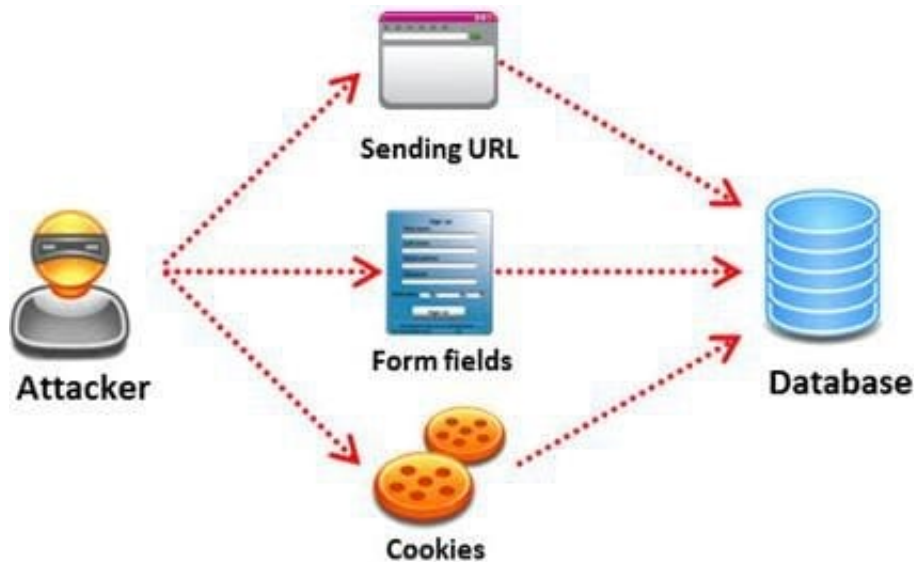 Sending URL
Attacker
Form fields
Database
Cookies